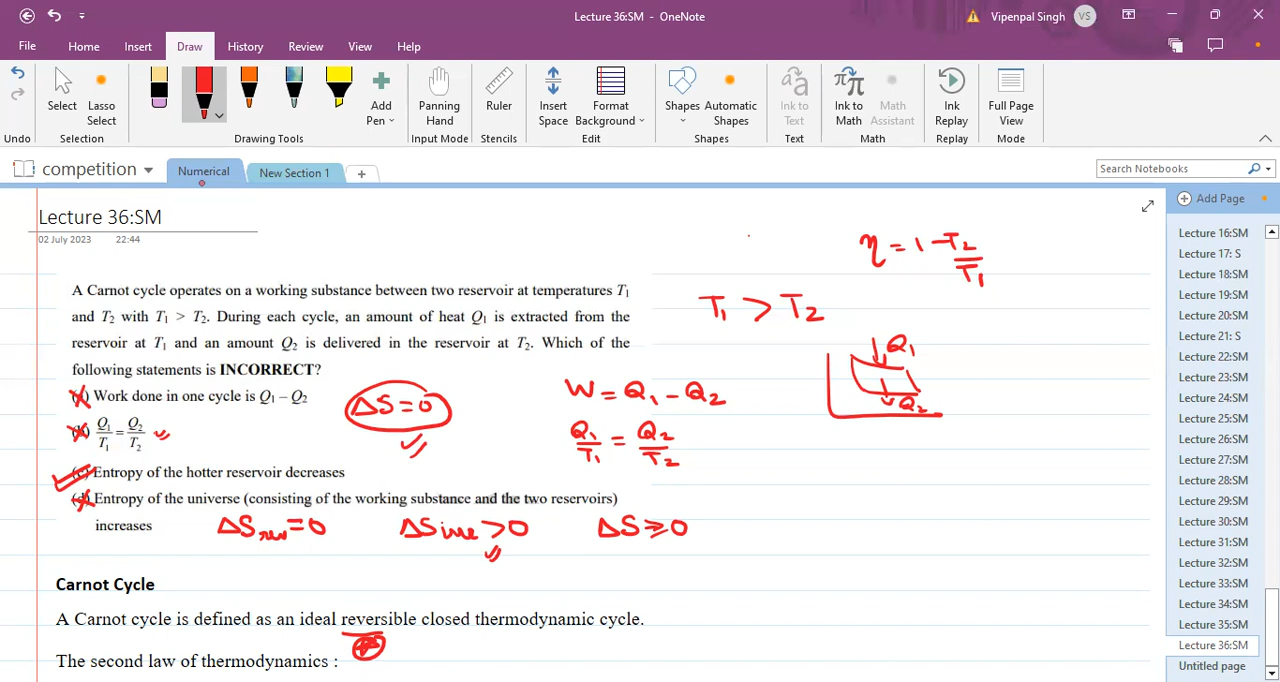 Lecture 36:SM - OneNote
Vipenpal Singh VS
File Home Insert Draw History Review View Help
Undo
Select
Lasso Select
Selection
Drawing Tools
Add Pen
Panning Hand
Input Mode
Ruler
Stencils
Insert Space
Format Background
Edit
Shapes
Automatic Shapes
Shapes
Ink to Text
Text
Ink to Math
Math Assistant
Math
Ink Replay
Replay
Full Page View
Mode
competition Numerical New Section 1
Search Notebooks
Lecture 36:SM
02 July 2023 22:44
A Carnot cycle operates on a working substance between two reservoir at temperatures T₁
and T₂ with T₁ > T₂. During each cycle, an amount of heat Q₁ is extracted from the
reservoir at T₁ and an amount Q₂ is delivered in the reservoir at T₂. Which of the
following statements is INCORRECT?
(a) Work done in one cycle is Q₁ – Q₂
(b) Q₁/T₁ = Q₂/T₂
(c) Entropy of the hotter reservoir decreases
(d) Entropy of the universe (consisting of the working substance and the two reservoirs)
increases
η = 1 - T₂/T₁
T₁ > T₂
Q₁
Q₂
ΔS = 0
W = Q₁ - Q₂
Q₁/T₁ = Q₂/T₂
ΔS rev = 0 ΔS irre > 0 ΔS ≥ 0
Carnot Cycle
A Carnot cycle is defined as an ideal reversible closed thermodynamic cycle.
The second law of thermodynamics :
Add Page
Lecture 16:SM
Lecture 17: S
Lecture 18:SM
Lecture 19:SM
Lecture 20:SM
Lecture 21: S
Lecture 22:SM
Lecture 23:SM
Lecture 24:SM
Lecture 25:SM
Lecture 26:SM
Lecture 27:SM
Lecture 28:SM
Lecture 29:SM
Lecture 30:SM
Lecture 31:SM
Lecture 32:SM
Lecture 33:SM
Lecture 34:SM
Lecture 35:SM
Lecture 36:SM
Untitled page